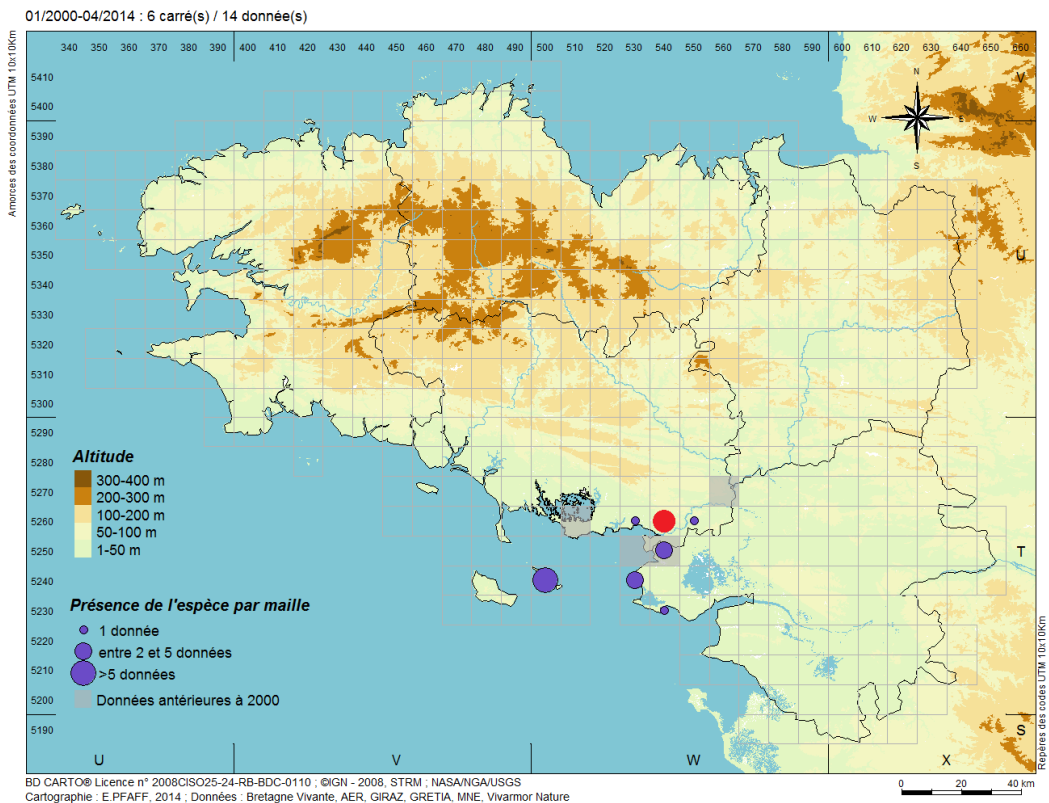 01/2000-04/2014 : 6 carré(s) / 14 donnée(s)
340 350 360 370 380 390 400 410 420 430 440 450 460 470 480 490 500 510 520 530 540 550 560 570 580 590 600 610 620 630 640 650 660
Amorces des coordonnées UTM 10x10Km
5410
5400
5390
5380
5370
5360
5350
5340
5330
5320
5310
5300
5290
5280
5270
5260
5250
5240
5230
5220
5210
5200
5190
N
W E
S
V
U
T
S
Altitude
300-400 m
200-300 m
100-200 m
50-100 m
1-50 m
Présence de l'espèce par maille
1 donnée
entre 2 et 5 données
>5 données
Données antérieures à 2000
U V W X
Repères des codes UTM 10x10Km
BD CARTO® Licence n° 2008CISO25-24-RB-BDC-0110 ; ©IGN - 2008, STRM ; NASA/NGA/USGS
Cartographie : E.PFAFF, 2014 ; Données : Bretagne Vivante, AER, GIRAZ, GRETIA, MNE, Vivarmor Nature
0 20 40 km